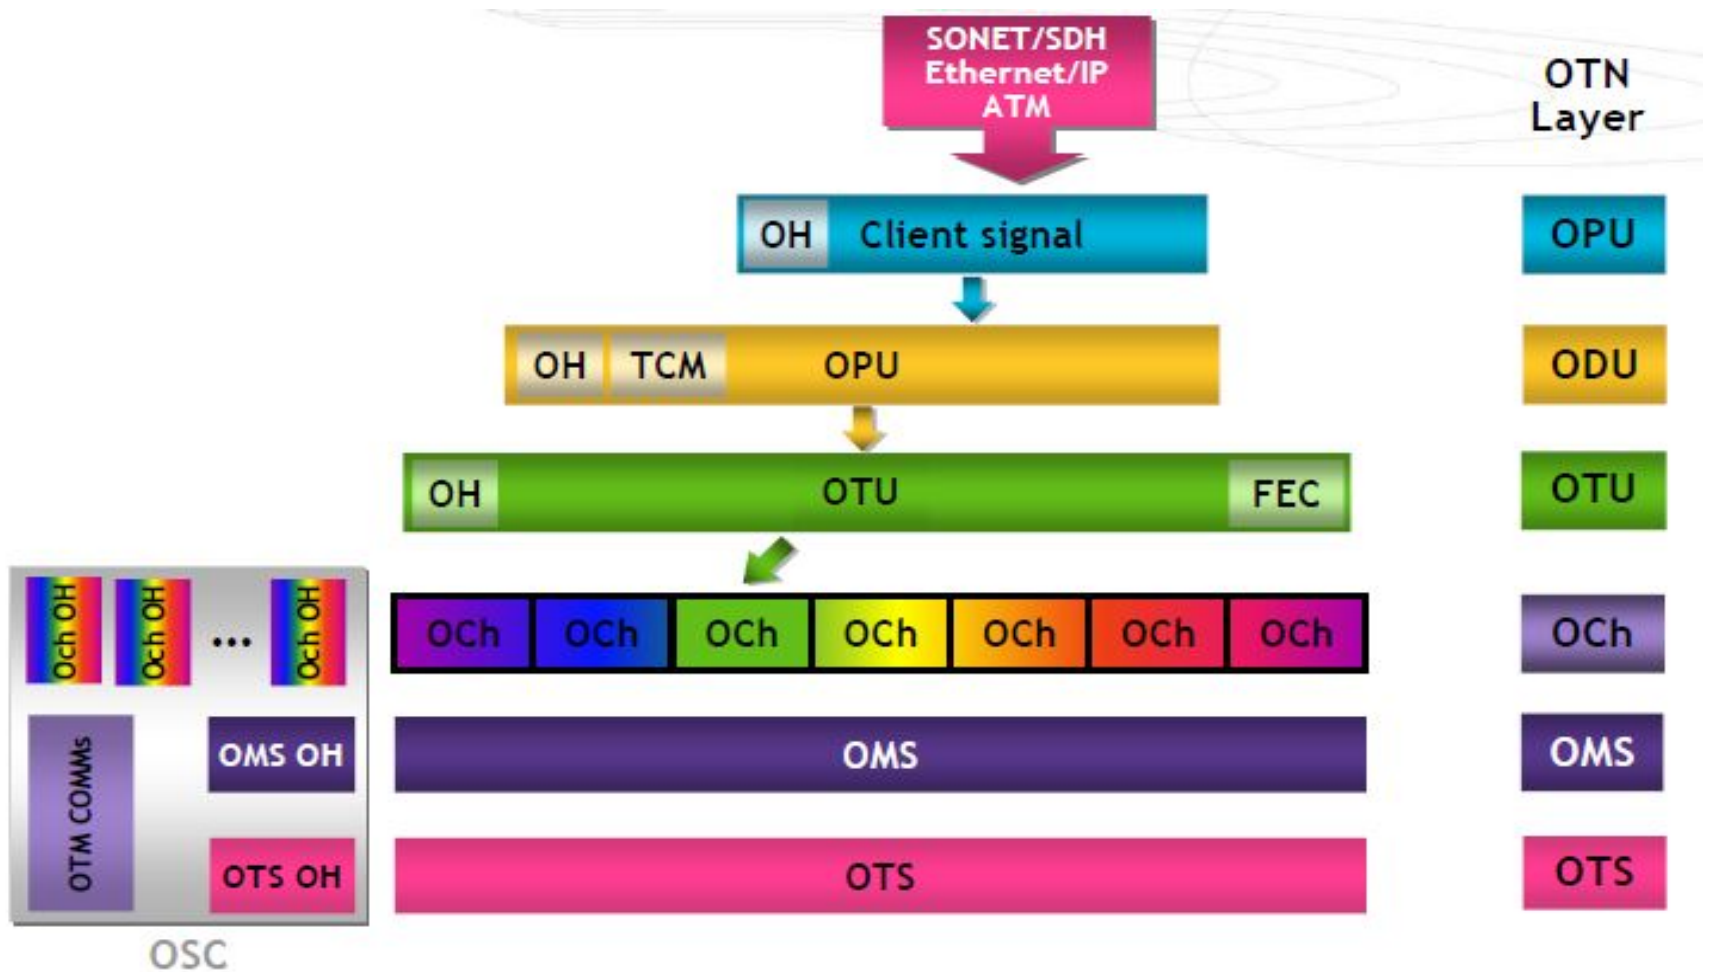 SONET/SDH
Ethernet/IP
ATM
OTN
Layer
OH Client signal
OPU
OH TCM OPU
ODU
OH OTU FEC
OTU
Och OH Och OH ... Och OH
OCh OCh OCh OCh OCh OCh OCh
OCh
OTM COMMs
OMS OH
OMS
OMS
OTS OH
OTS
OTS
OSC